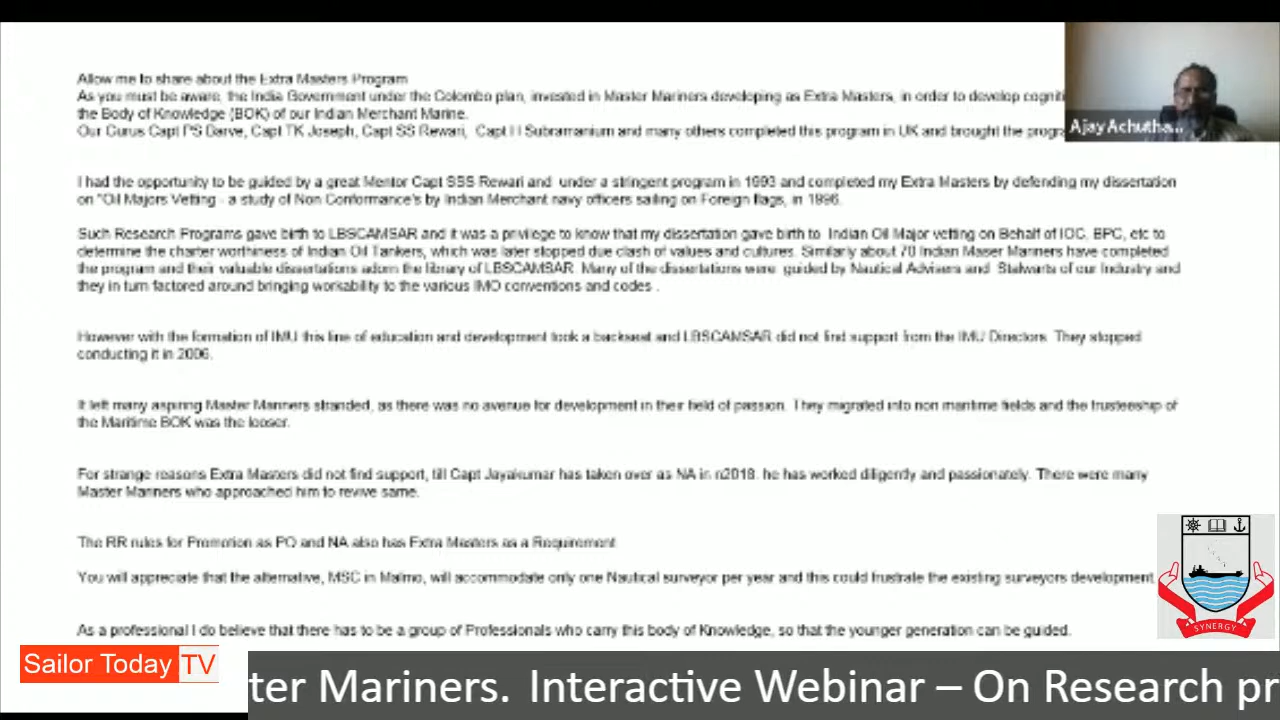 Allow me to share about the Extra Masters Program
As you must be aware, the India Government under the Colombo plan, invested in Master Mariners developing as Extra Masters, in order to develop cogniti
the Body of Knowledge (BOK) of our Indian Merchant Marine.
Our Gurus Capt PS Barve, Capt TK Joseph, Capt SS Rewari, Capt H Subramanium and many others completed this program in UK and brought the progra
Ajay Achutha...
I had the opportunity to be guided by a great Mentor Capt SSS Rewari and under a stringent program in 1993 and completed my Extra Masters by defending my dissertation
on "Oil Majors Vetting - a study of Non Conformance's by Indian Merchant navy officers sailing on Foreign flags, in 1996.
Such Research Programs gave birth to LBSCAMSAR and it was a privilege to know that my dissertation gave birth to Indian Oil Major vetting on Behalf of IOC, BPC, etc to
determine the charter worthiness of Indian Oil Tankers, which was later stopped due clash of values and cultures. Similarly about 70 Indian Maser Mariners have completed
the program and their valuable dissertations adorn the library of LBSCAMSAR. Many of the dissertations were guided by Nautical Advisers and Stalwarts of our Industry and
they in turn factored around bringing workability to the various IMO conventions and codes .
However with the formation of IMU this line of education and development took a backseat and LBSCAMSAR did not find support from the IMU Directors. They stopped
conducting it in 2006.
It left many aspiring Master Mariners stranded, as there was no avenue for development in their field of passion. They migrated into non maritime fields and the trusteeship of
the Maritime BOK was the looser.
For strange reasons Extra Masters did not find support, till Capt Jayakumar has taken over as NA in n2018. he has worked diligently and passionately. There were many
Master Mariners who approached him to revive same.
The RR rules for Promotion as PO and NA also has Extra Masters as a Requirement
You will appreciate that the alternative, MSC in Malmo, will accommodate only one Nautical surveyor per year and this could frustrate the existing surveyors development
As a professional I do believe that there has to be a group of Professionals who carry this body of Knowledge, so that the younger generation can be guided.
SYNERGY
Sailor Today TV
ter Mariners. Interactive Webinar – On Research pr